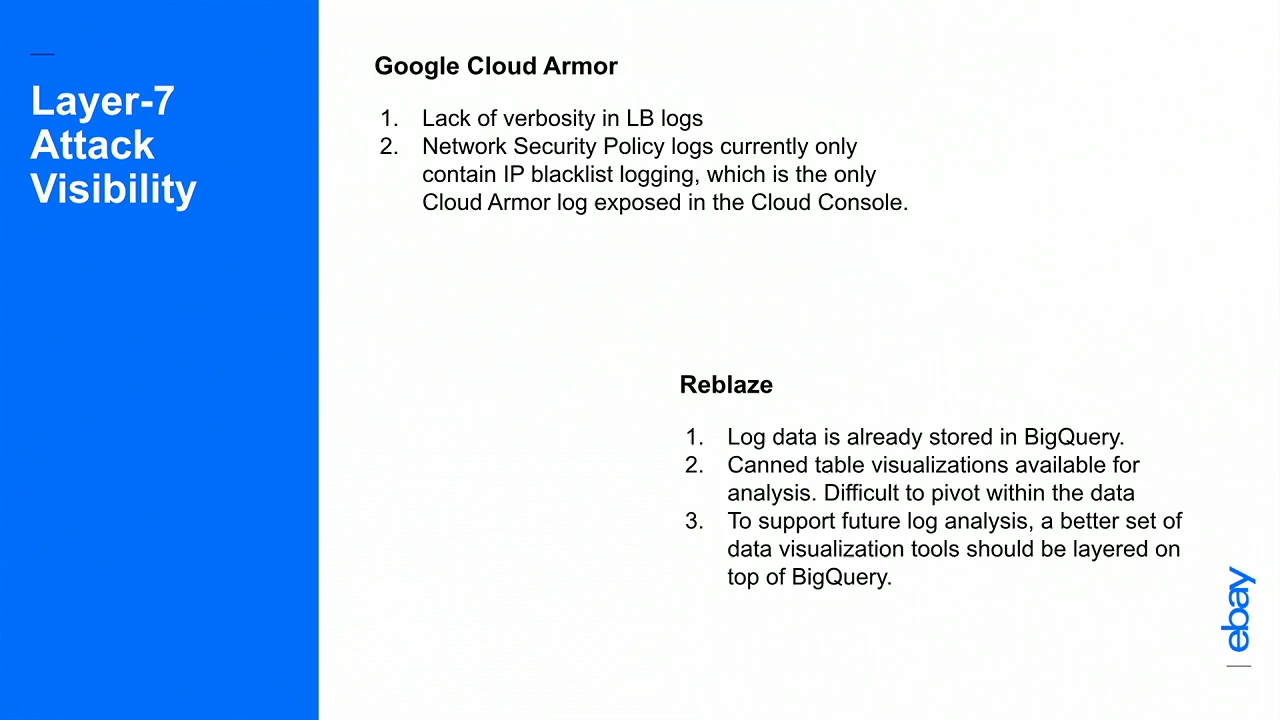 Layer-7
Attack
Visibility
Google Cloud Armor
1. Lack of verbosity in LB logs
2. Network Security Policy logs currently only
contain IP blacklist logging, which is the only
Cloud Armor log exposed in the Cloud Console.
Reblaze
1. Log data is already stored in BigQuery.
2. Canned table visualizations available for
analysis. Difficult to pivot within the data
3. To support future log analysis, a better set of
data visualization tools should be layered on
top of BigQuery.
ebay